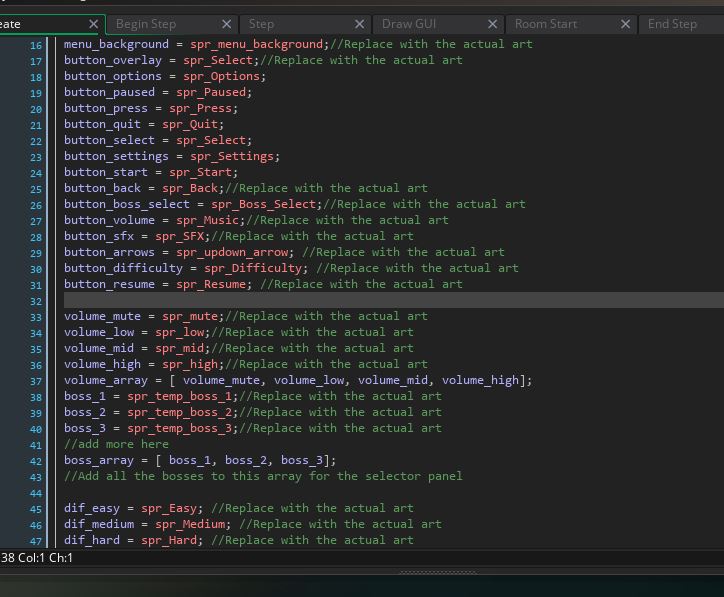 eate
Begin Step
Step
Draw GUI
Room Start
End Step
16 menu_background = spr_menu_background;//Replace with the actual art
17 button_overlay = spr_Select;//Replace with the actual art
18 button_options = spr_Options;
19 button_paused = spr_Paused;
20 button_press = spr_Press;
21 button_quit = spr_Quit;
22 button_select = spr_Select;
23 button_settings = spr_Settings;
24 button_start = spr_Start;
25 button_back = spr_Back;//Replace with the actual art
26 button_boss_select = spr_Boss_Select;//Replace with the actual art
27 button_volume = spr_Music;//Replace with the actual art
28 button_sfx = spr_SFX;//Replace with the actual art
29 button_arrows = spr_updown_arrow; //Replace with the actual art
30 button_difficulty = spr_Difficulty; //Replace with the actual art
31 button_resume = spr_Resume; //Replace with the actual art
32
33 volume_mute = spr_mute;//Replace with the actual art
34 volume_low = spr_low;//Replace with the actual art
35 volume_mid = spr_mid;//Replace with the actual art
36 volume_high = spr_high;//Replace with the actual art
37 volume_array = [ volume_mute, volume_low, volume_mid, volume_high];
38 boss_1 = spr_temp_boss_1;//Replace with the actual art
39 boss_2 = spr_temp_boss_2;//Replace with the actual art
40 boss_3 = spr_temp_boss_3;//Replace with the actual art
41 //add more here
42 boss_array = [ boss_1, boss_2, boss_3];
43 //Add all the bosses to this array for the selector panel
44
45 dif_easy = spr_Easy; //Replace with the actual art
46 dif_medium = spr_Medium; //Replace with the actual art
47 dif_hard = spr_Hard; //Replace with the actual art
38 Col:1 Ch:1